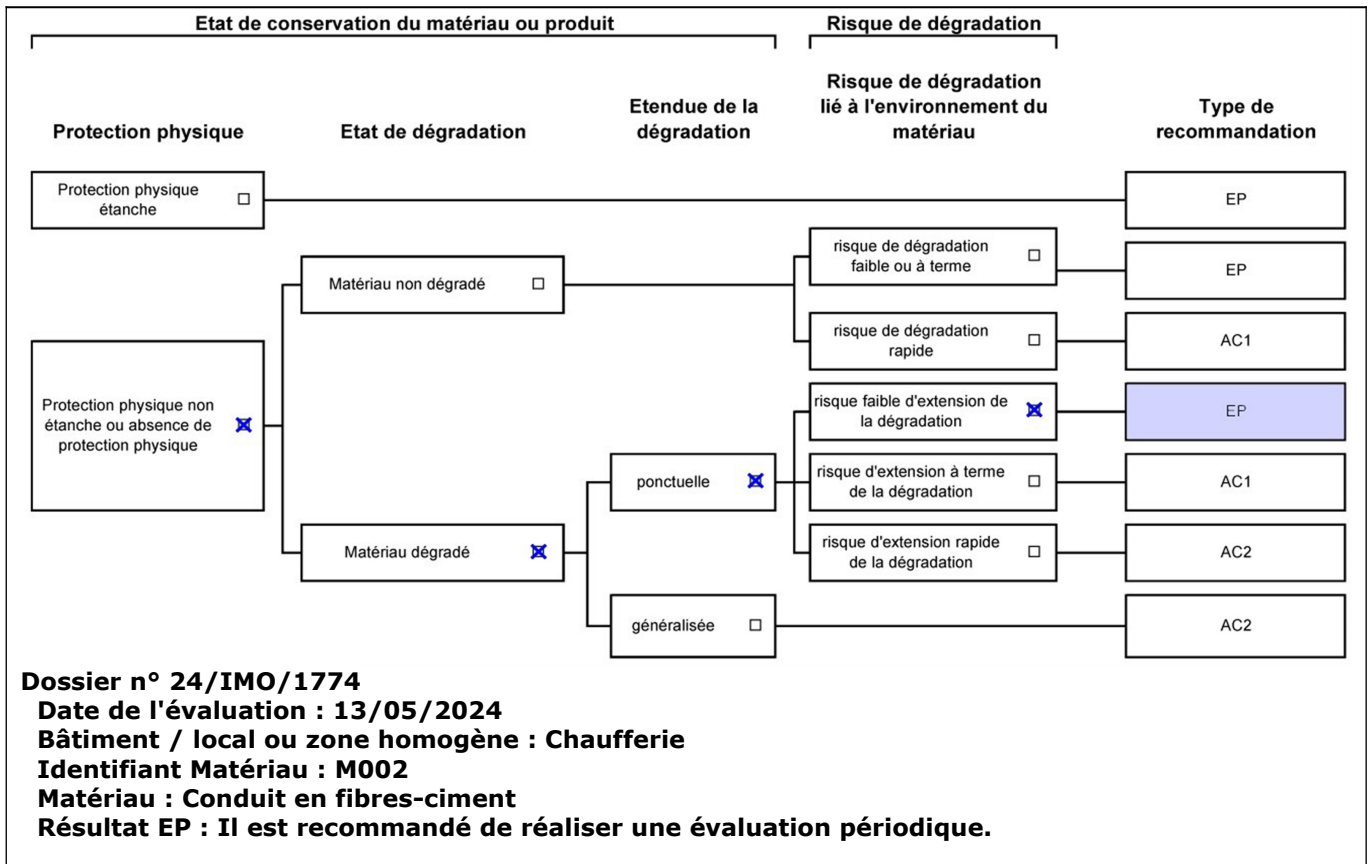 Etat de conservation du matériau ou produit
Risque de dégradation
Protection physique
Etat de dégradation
Etendue de la
dégradation
Risque de dégradation
lié à l'environnement du
matériau
Type de
recommandation
Protection physique
étanche
EP
risque de dégradation
faible ou à terme
EP
Matériau non dégradé
risque de dégradation
rapide
AC1
Protection physique non
étanche ou absence de
protection physique
risque faible d'extension de
la dégradation
EP
ponctuelle
risque d'extension à terme
de la dégradation
AC1
Matériau dégradé
risque d'extension rapide
de la dégradation
AC2
généralisée
AC2
Dossier n° 24/IMO/1774
Date de l'évaluation : 13/05/2024
Bâtiment / local ou zone homogène : Chaufferie
Identifiant Matériau : M002
Matériau : Conduit en fibres-ciment
Résultat EP : Il est recommandé de réaliser une évaluation périodique.